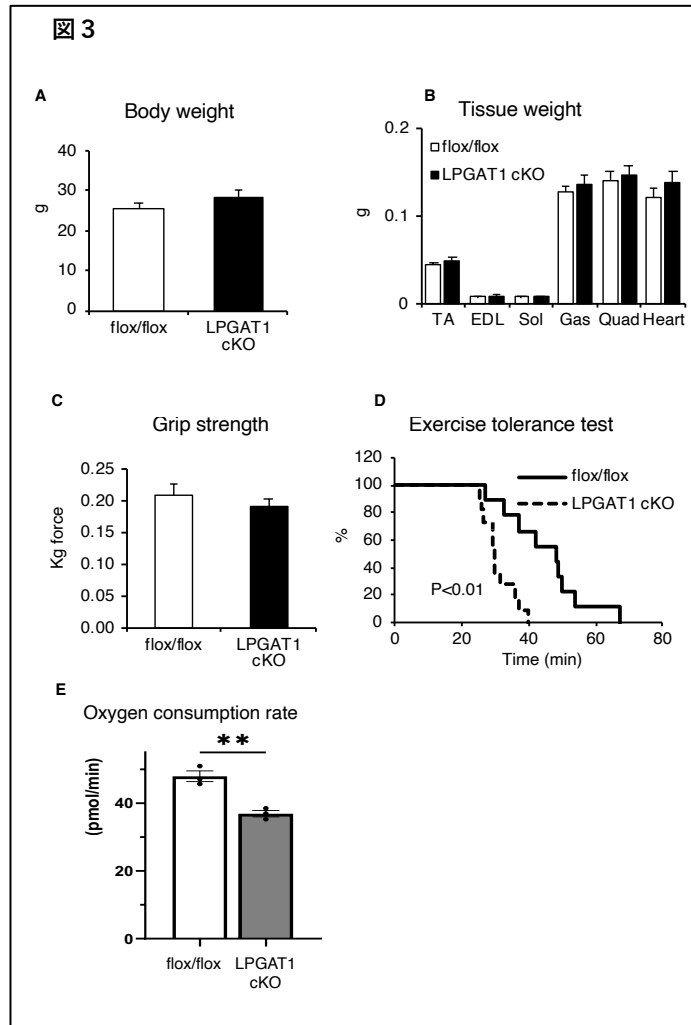 図３
A
Body weight
g
40
30
20
10
0
flox/flox
LPGAT1
cKO
B
Tissue weight
flox/flox
LPGAT1 cKO
g
0.2
0.1
0
TA EDL Sol Gas Quad Heart
C
Grip strength
Kg force
0.25
0.20
0.15
0.10
0.05
0.00
flox/flox
LPGAT1
cKO
D
Exercise tolerance test
flox/flox
LPGAT1 cKO
%
120
100
80
60
40
20
0
P<0.01
0 20 40 60 80
Time (min)
E
Oxygen consumption rate
**
(pmol/min)
40
20
0
flox/flox
LPGAT1
cKO